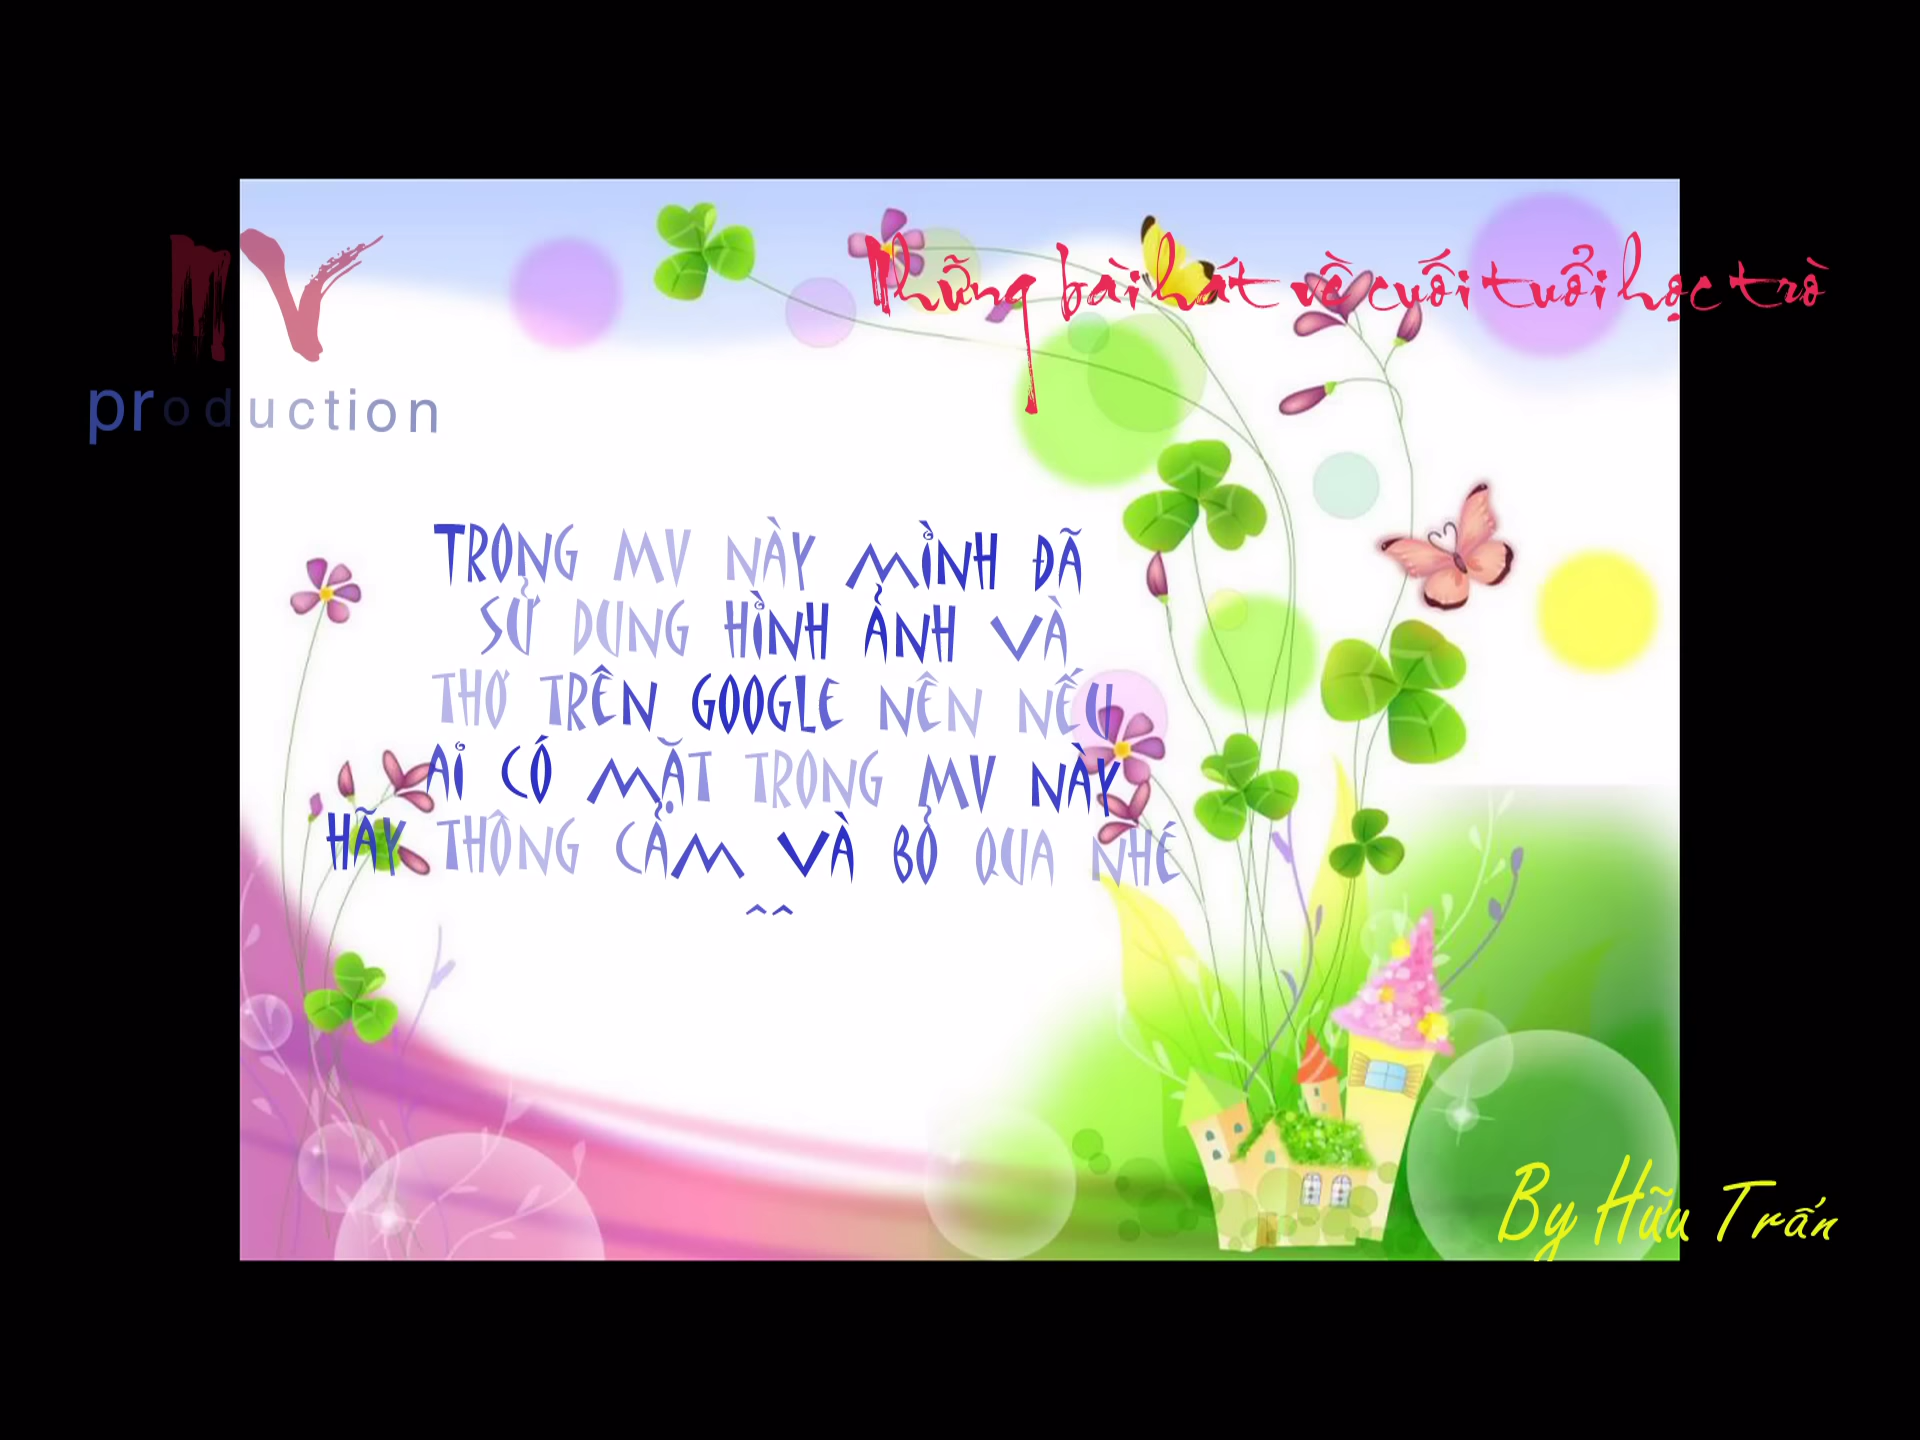 MV
production
Những bài hát về cuối tuổi học trò
TRONG MV NÀY MÌNH ĐÃ
SỬ DUNG HÌNH ẢNH VÀ
THƠ TRÊN GOOGLE NÊN NẾU
AI CÓ MẶT TRONG MV NÀY
HÃY THÔNG CẢM VÀ BỎ QUA NHÉ
^^
By Hữu Trấn